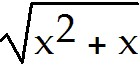 √(x² + x)